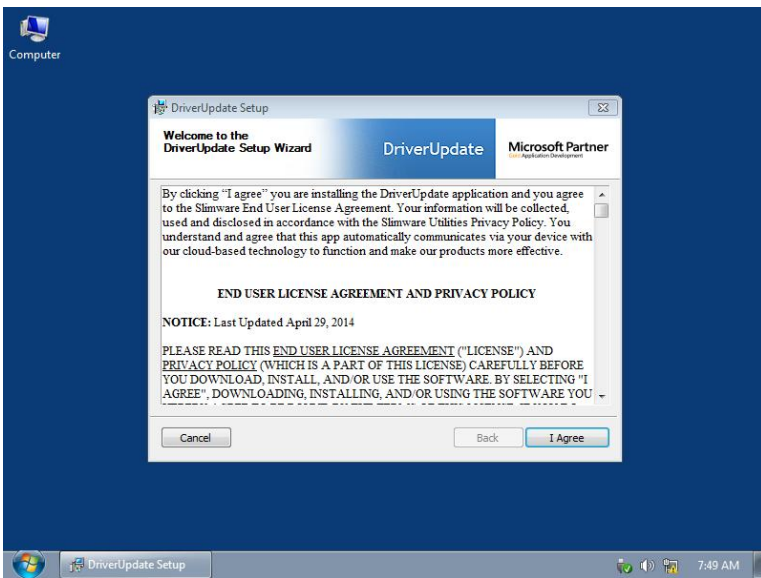 Computer
DriverUpdate Setup
Welcome to the
DriverUpdate Setup Wizard
DriverUpdate
Microsoft Partner
Gold Application Development
By clicking “I agree” you are installing the DriverUpdate application and you agree
to the Slimware End User License Agreement. Your information will be collected,
used and disclosed in accordance with the Slimware Utilities Privacy Policy. You
understand and agree that this app automatically communicates via your device with
our cloud-based technology to function and make our products more effective.
END USER LICENSE AGREEMENT AND PRIVACY POLICY
NOTICE: Last Updated April 29, 2014
PLEASE READ THIS END USER LICENSE AGREEMENT ("LICENSE") AND
PRIVACY POLICY (WHICH IS A PART OF THIS LICENSE) CAREFULLY BEFORE
YOU DOWNLOAD, INSTALL, AND/OR USE THE SOFTWARE. BY SELECTING "I
AGREE", DOWNLOADING, INSTALLING, AND/OR USING THE SOFTWARE YOU
Cancel
Back
I Agree
DriverUpdate Setup
7:49 AM